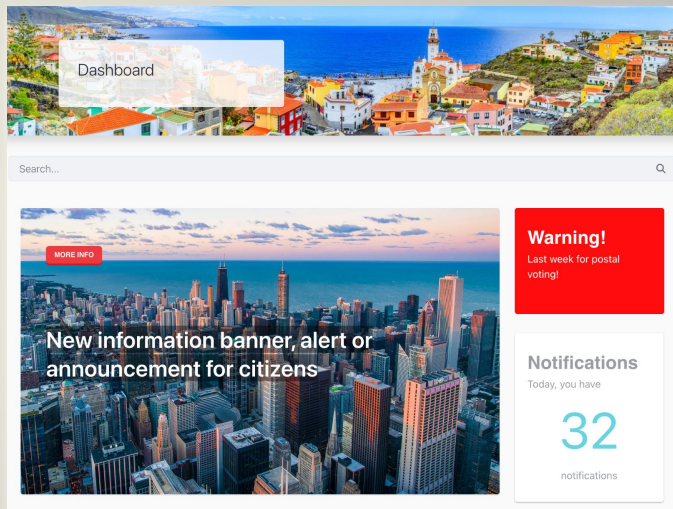 Dashboard
Search...
MORE INFO
New information banner, alert or
announcement for citizens
Warning!
Last week for postal
voting!
Notifications
Today, you have
32
notifications